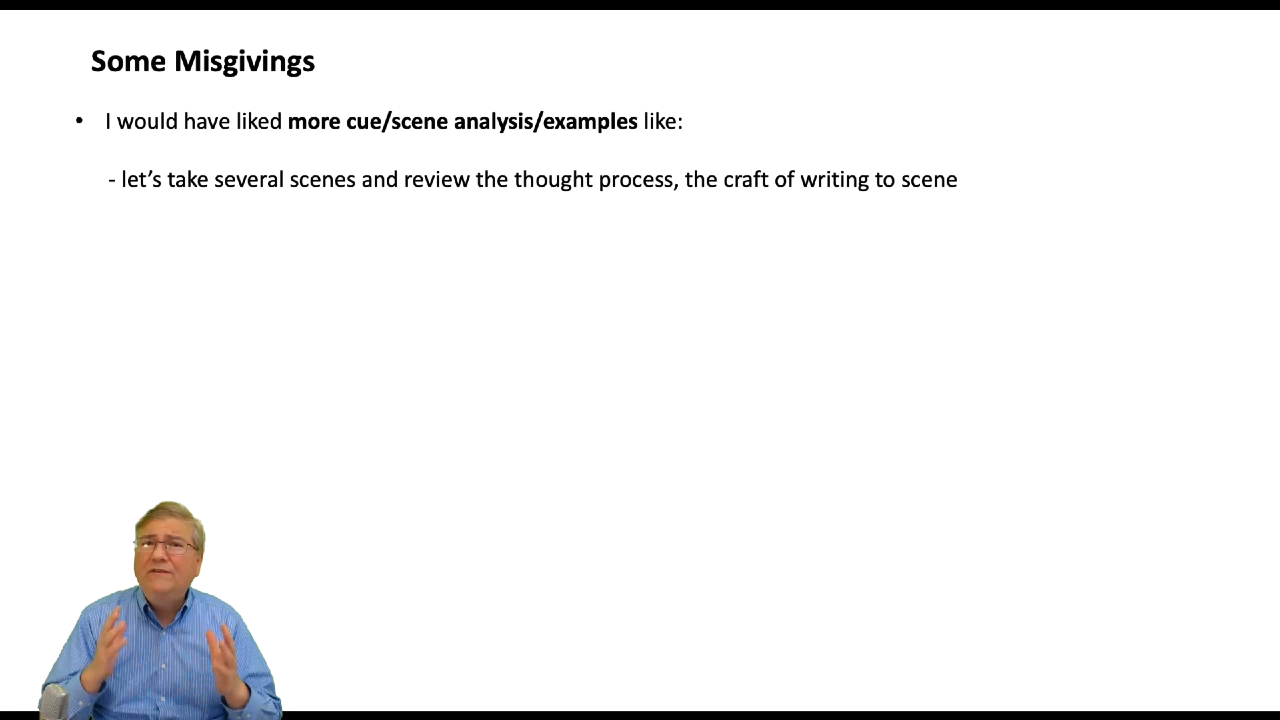 Some Misgivings
• I would have liked more cue/scene analysis/examples like:
- let’s take several scenes and review the thought process, the craft of writing to scene